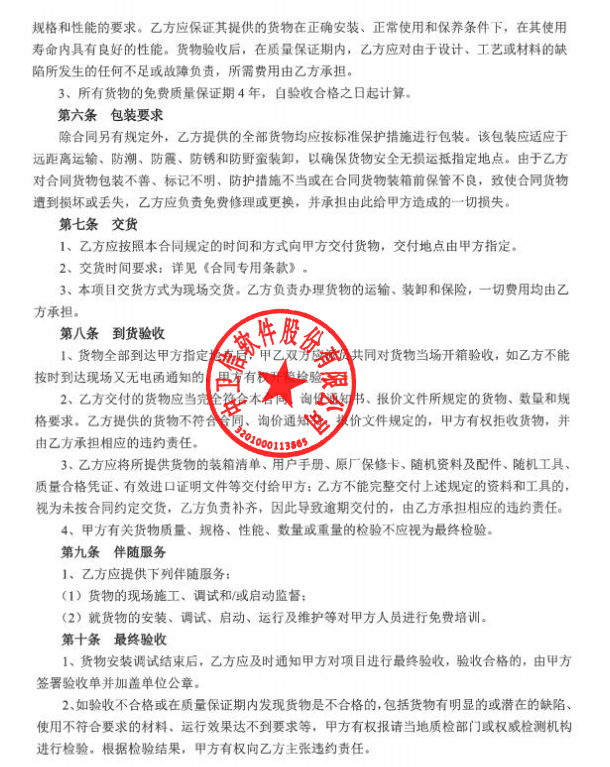 规格和性能的要求。乙方应保证其提供的货物在正确安装、正常使用和保养条件下，在其使用
寿命内具有良好的性能。货物验收后，在质量保证期内，乙方应对由于设计、工艺或材料的缺
陷所发生的任何不足或故障负责，所需费用由乙方承担。
3、所有货物的免费质量保证期 4 年，自验收合格之日起计算。
第六条 包装要求
除合同另有规定外，乙方提供的全部货物均应按标准保护措施进行包装。该包装应适应于
远距离运输、防潮、防震、防锈和防野蛮装卸，以确保货物安全无损运抵指定地点。由于乙方
对合同货物包装不善、标记不明、防护措施不当或在合同货物装箱前保管不良，致使合同货物
遭到损坏或丢失，乙方应负责免费修理或更换，并承担由此给甲方造成的一切损失。
第七条 交货
1、乙方应按照本合同规定的时间和方式向甲方交付货物，交付地点由甲方指定。
2、交货时间要求：详见《合同专用条款》。
3、本项目交货方式为现场交货。乙方负责办理货物的运输、装卸和保险，一切费用均由乙
方承担。
第八条 到货验收
1、货物全部到达甲方指定地点后，甲乙双方应 共同对货物当场开箱验收，如乙方不能
按时到达现场又无电函通知的，甲方有权开箱检验。
2、乙方交付的货物应当完全符合本合同、询价通知书、报价文件所规定的货物、数量和规
格要求。乙方提供的货物不符合合同、询价通知书、报价文件规定的，甲方有权拒收货物，并
由乙方承担相应的违约责任。
3、乙方应将所提供货物的装箱清单、用户手册、原厂保修卡、随机资料及配件、随机工具、
质量合格凭证、有效进口证明文件等交付给甲方；乙方不能完整交付上述规定的资料和工具的，
视为未按合同约定交货，乙方负责补齐，因此导致逾期交付的，由乙方承担相应的违约责任。
4、甲方有关货物质量、规格、性能、数量或重量的检验不应视为最终检验。
第九条 伴随服务
1、乙方应提供下列伴随服务：
（1）货物的现场施工、调试和/或启动监督；
（2）就货物的安装、调试、启动、运行及维护等对甲方人员进行免费培训。
第十条 最终验收
1、货物安装调试结束后，乙方应及时通知甲方对项目进行最终验收，验收合格的，由甲方
签署验收单并加盖单位公章。
2、如验收不合格或在质量保证期内发现货物是不合格的，包括货物有明显的或潜在的缺陷、
使用不符合要求的材料、运行效果达不到要求等，甲方有权报请当地质检部门或权威检测机构
进行检验。根据检验结果，甲方有权向乙方主张违约责任。
中卫信软件股份有限公司
3201000113865